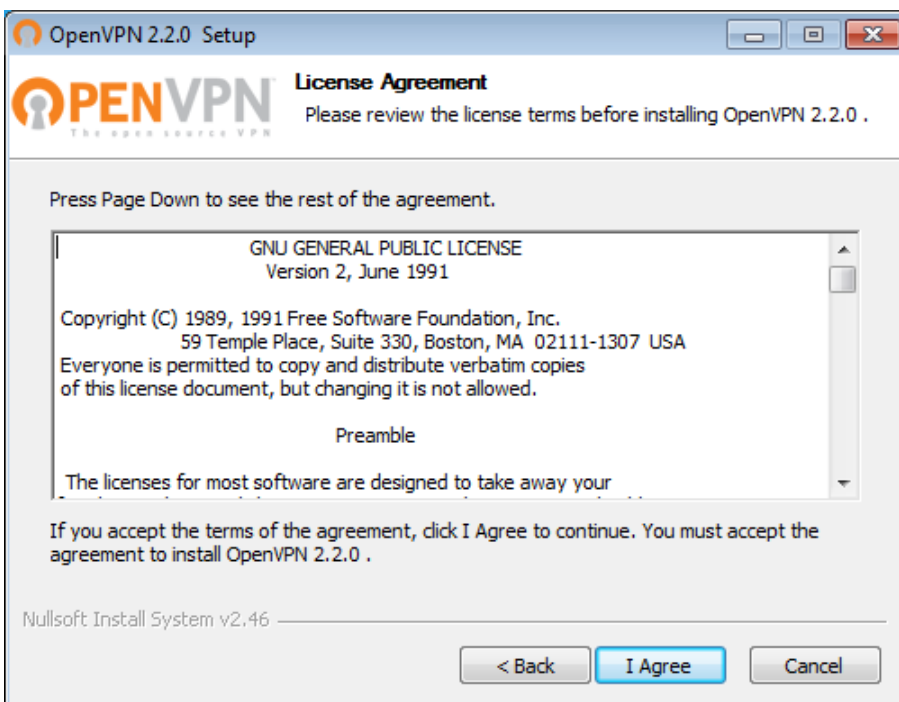 OpenVPN 2.2.0 Setup
OPENVPN
The open source VPN
License Agreement
Please review the license terms before installing OpenVPN 2.2.0 .
Press Page Down to see the rest of the agreement.
GNU GENERAL PUBLIC LICENSE
Version 2, June 1991
Copyright (C) 1989, 1991 Free Software Foundation, Inc.
59 Temple Place, Suite 330, Boston, MA 02111-1307 USA
Everyone is permitted to copy and distribute verbatim copies
of this license document, but changing it is not allowed.
Preamble
The licenses for most software are designed to take away your
If you accept the terms of the agreement, click I Agree to continue. You must accept the
agreement to install OpenVPN 2.2.0 .
Nullsoft Install System v2.46
< Back
I Agree
Cancel